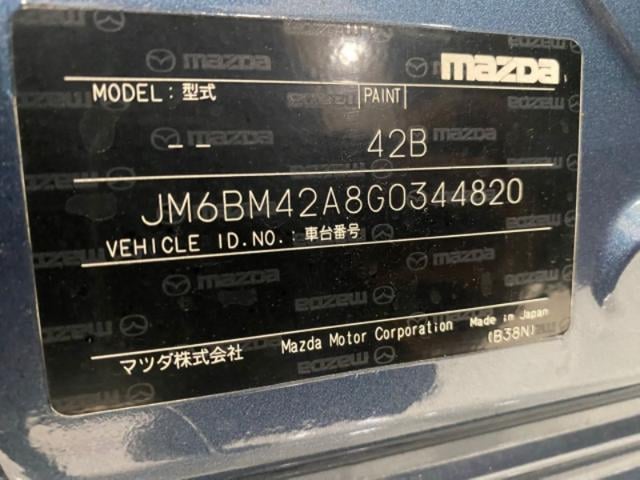 mazda
MODEL: 型式 PAINT
-- 42B
JM6BM42A8G0344820
VEHICLE ID.NO.: 車台番号
マツダ株式会社 Mazda Motor Corporation Made in Japan
(B38N)